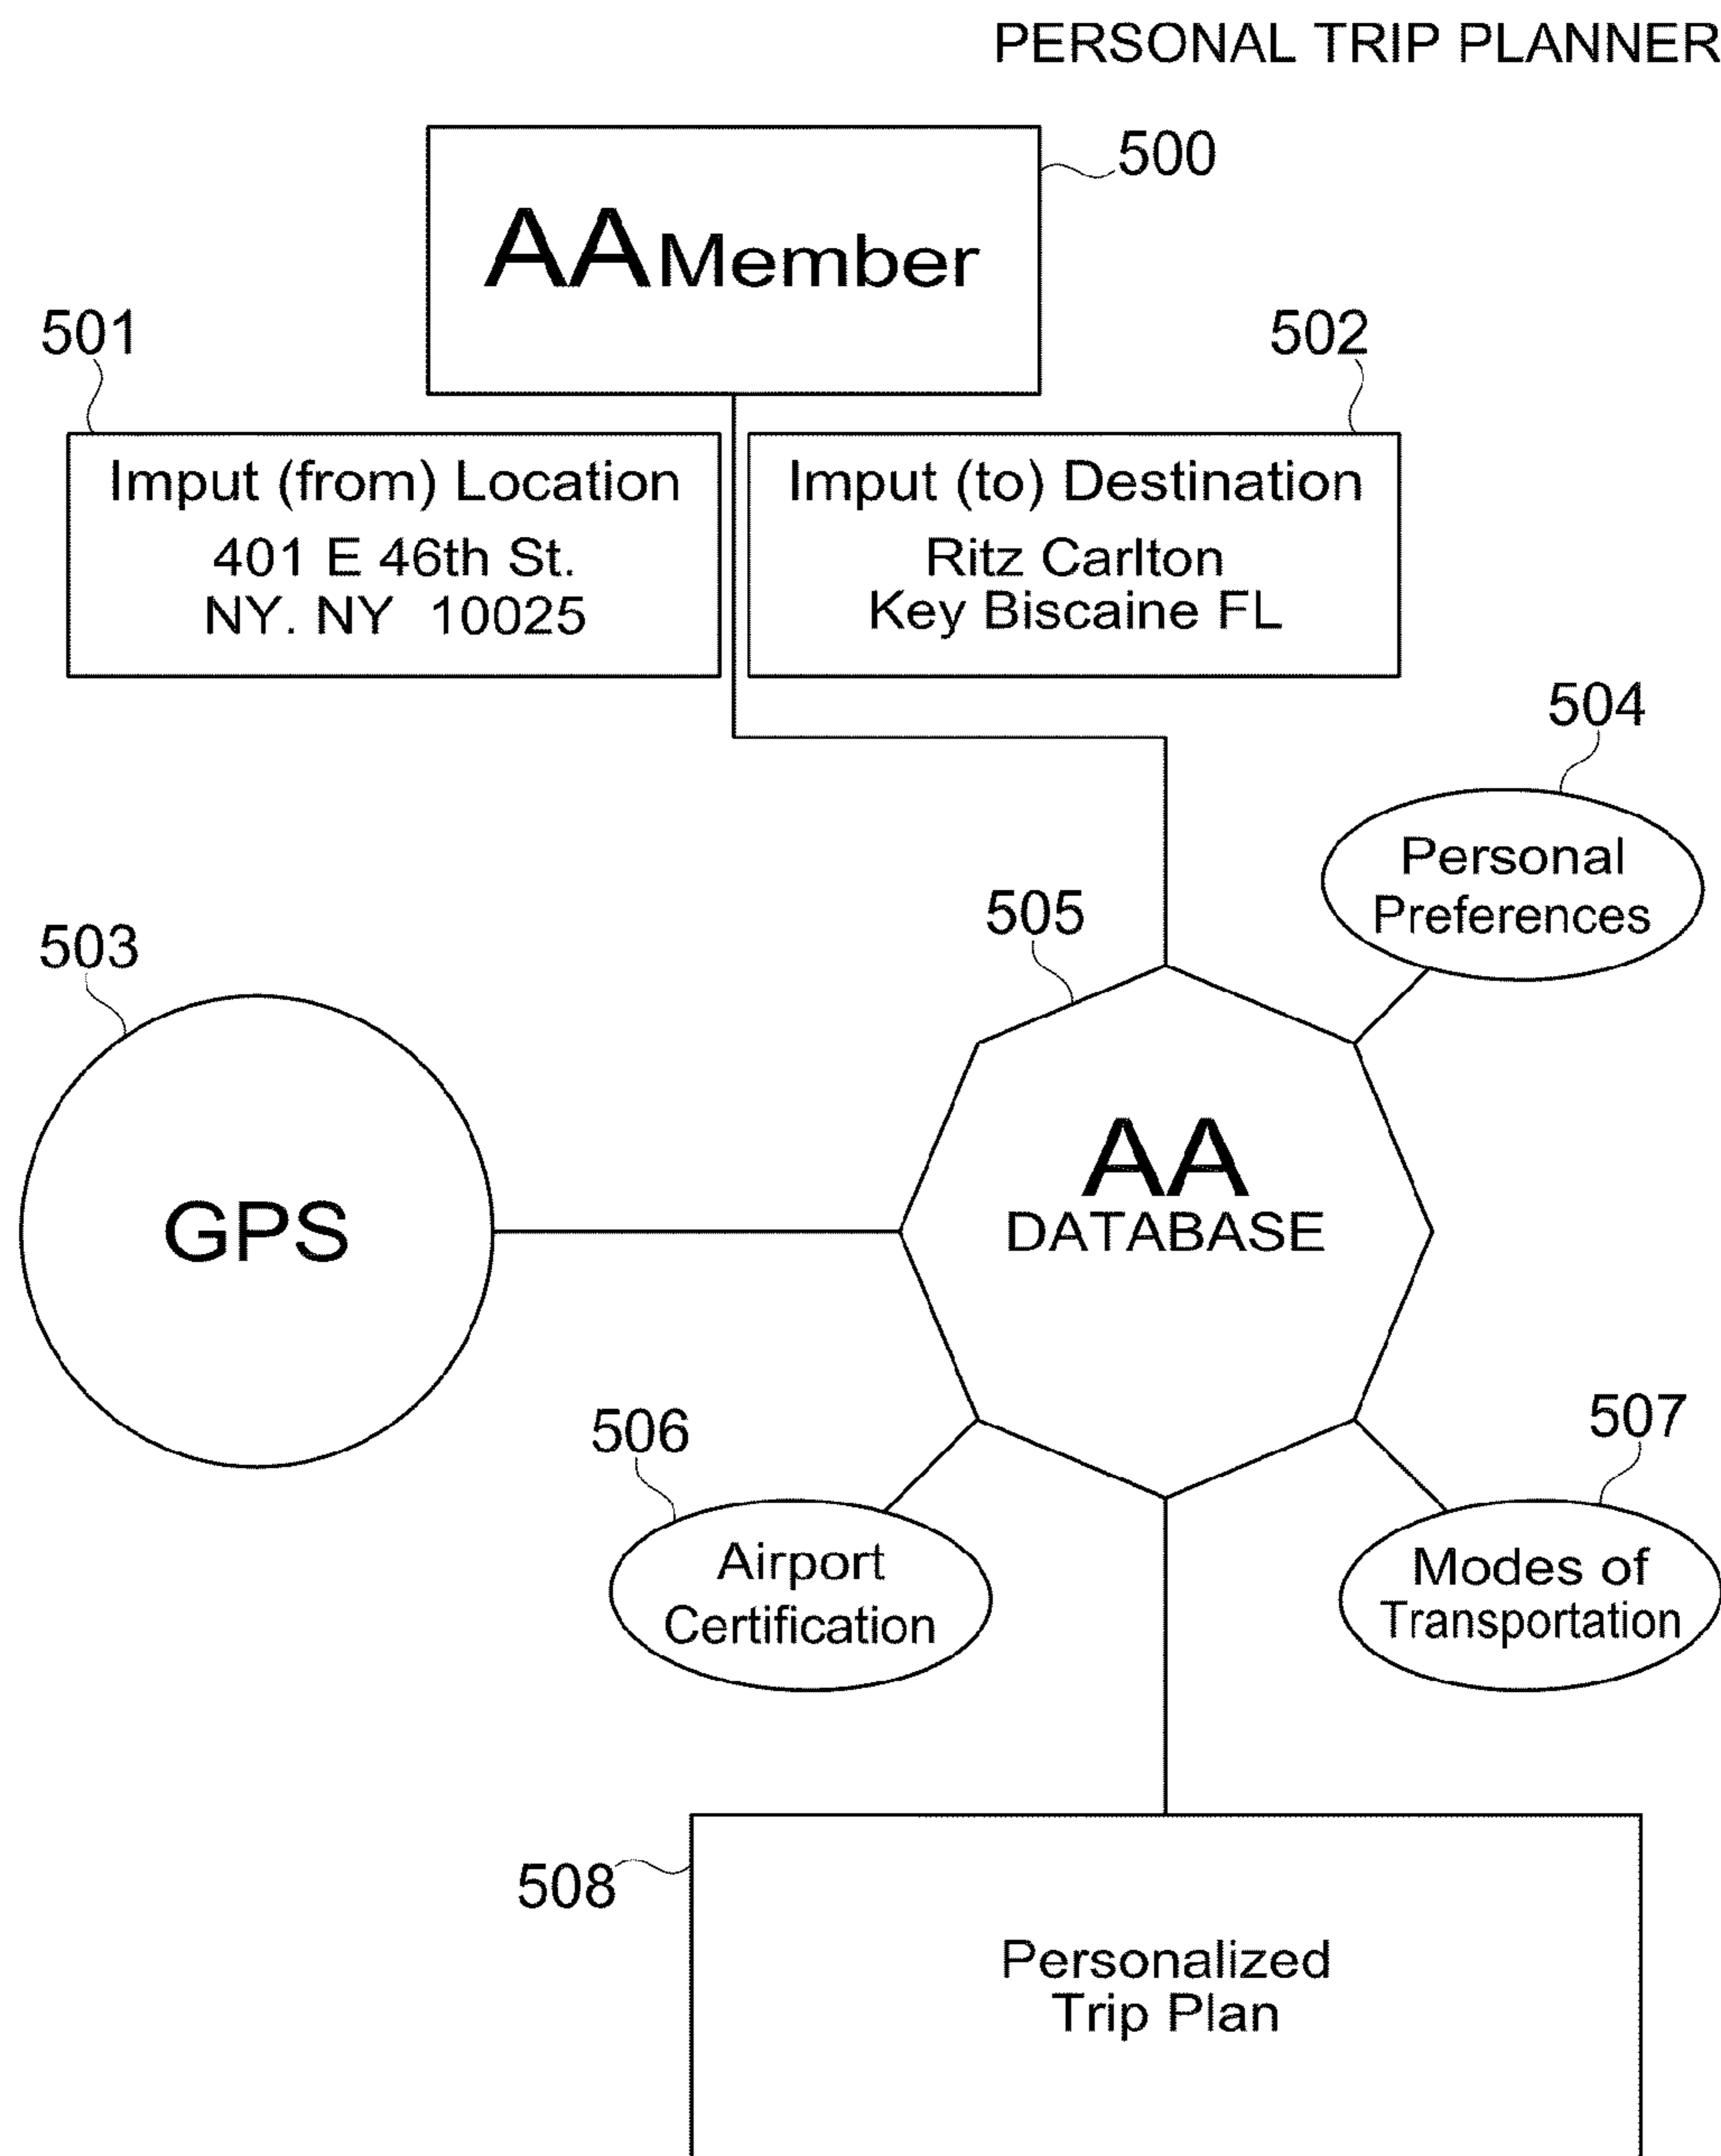 PERSONAL TRIP PLANNER
500
AA Member
501
502
Imput (from) Location
401 E 46th St.
NY. NY 10025
Imput (to) Destination
Ritz Carlton
Key Biscaine FL
504
Personal
Preferences
505
503
GPS
AA
DATABASE
506
507
Airport
Certification
Modes of
Transportation
508
Personalized
Trip Plan